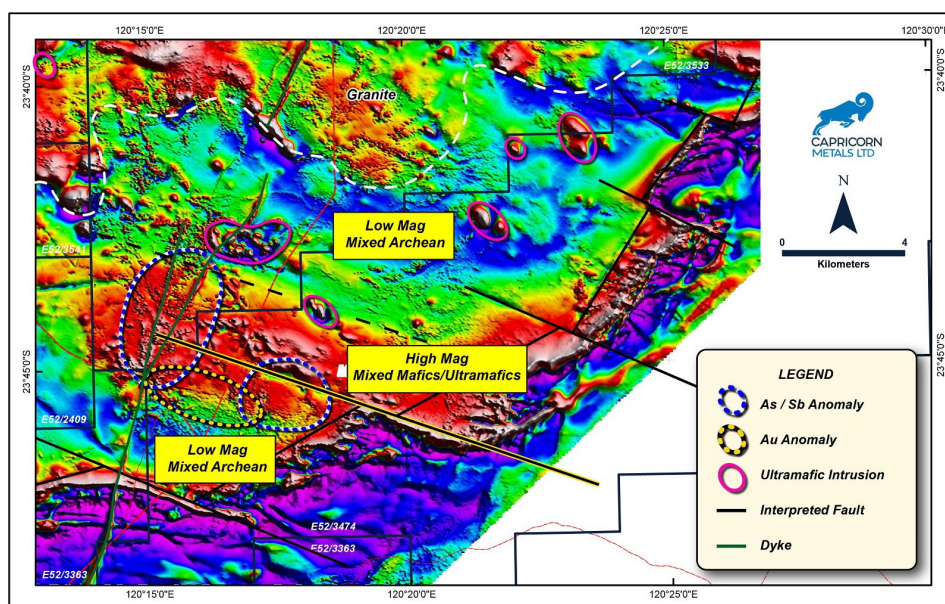 120°15'0"E
120°20'0"E
120°25'0"E
120°30'0"E
23°40'0"S
23°40'0"S
E52/3533
Granite
CAPRICORN
METALS LTD
N
0
4
Kilometers
Low Mag
Mixed Archean
E52/3541
High Mag
Mixed Mafics/Ultramafics
23°45'0"S
23°45'0"S
E52/2409
Low Mag
Mixed Archean
LEGEND
As / Sb Anomaly
Au Anomaly
Ultramafic Intrusion
Interpreted Fault
Dyke
E52/3474
E52/3363
E52/3363
120°15'0"E
120°20'0"E
120°25'0"E